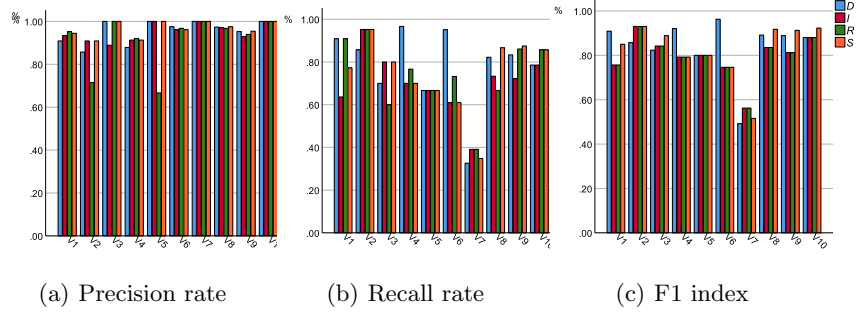 %
%
1.00
.80
.60
.40
.20
.00
V1
V2
V3
V4
V5
V6
V7
V8
V9
(a) Precision rate
%
1.00
.80
.60
.40
.20
.00
V1
V2
V3
V4
V5
V6
V7
V8
V9
V10
(b) Recall rate
%
1.00
.80
.60
.40
.20
.00
V1
V2
V3
V4
V5
V6
V7
V8
V9
V10
(c) F1 index
D
I
R
S